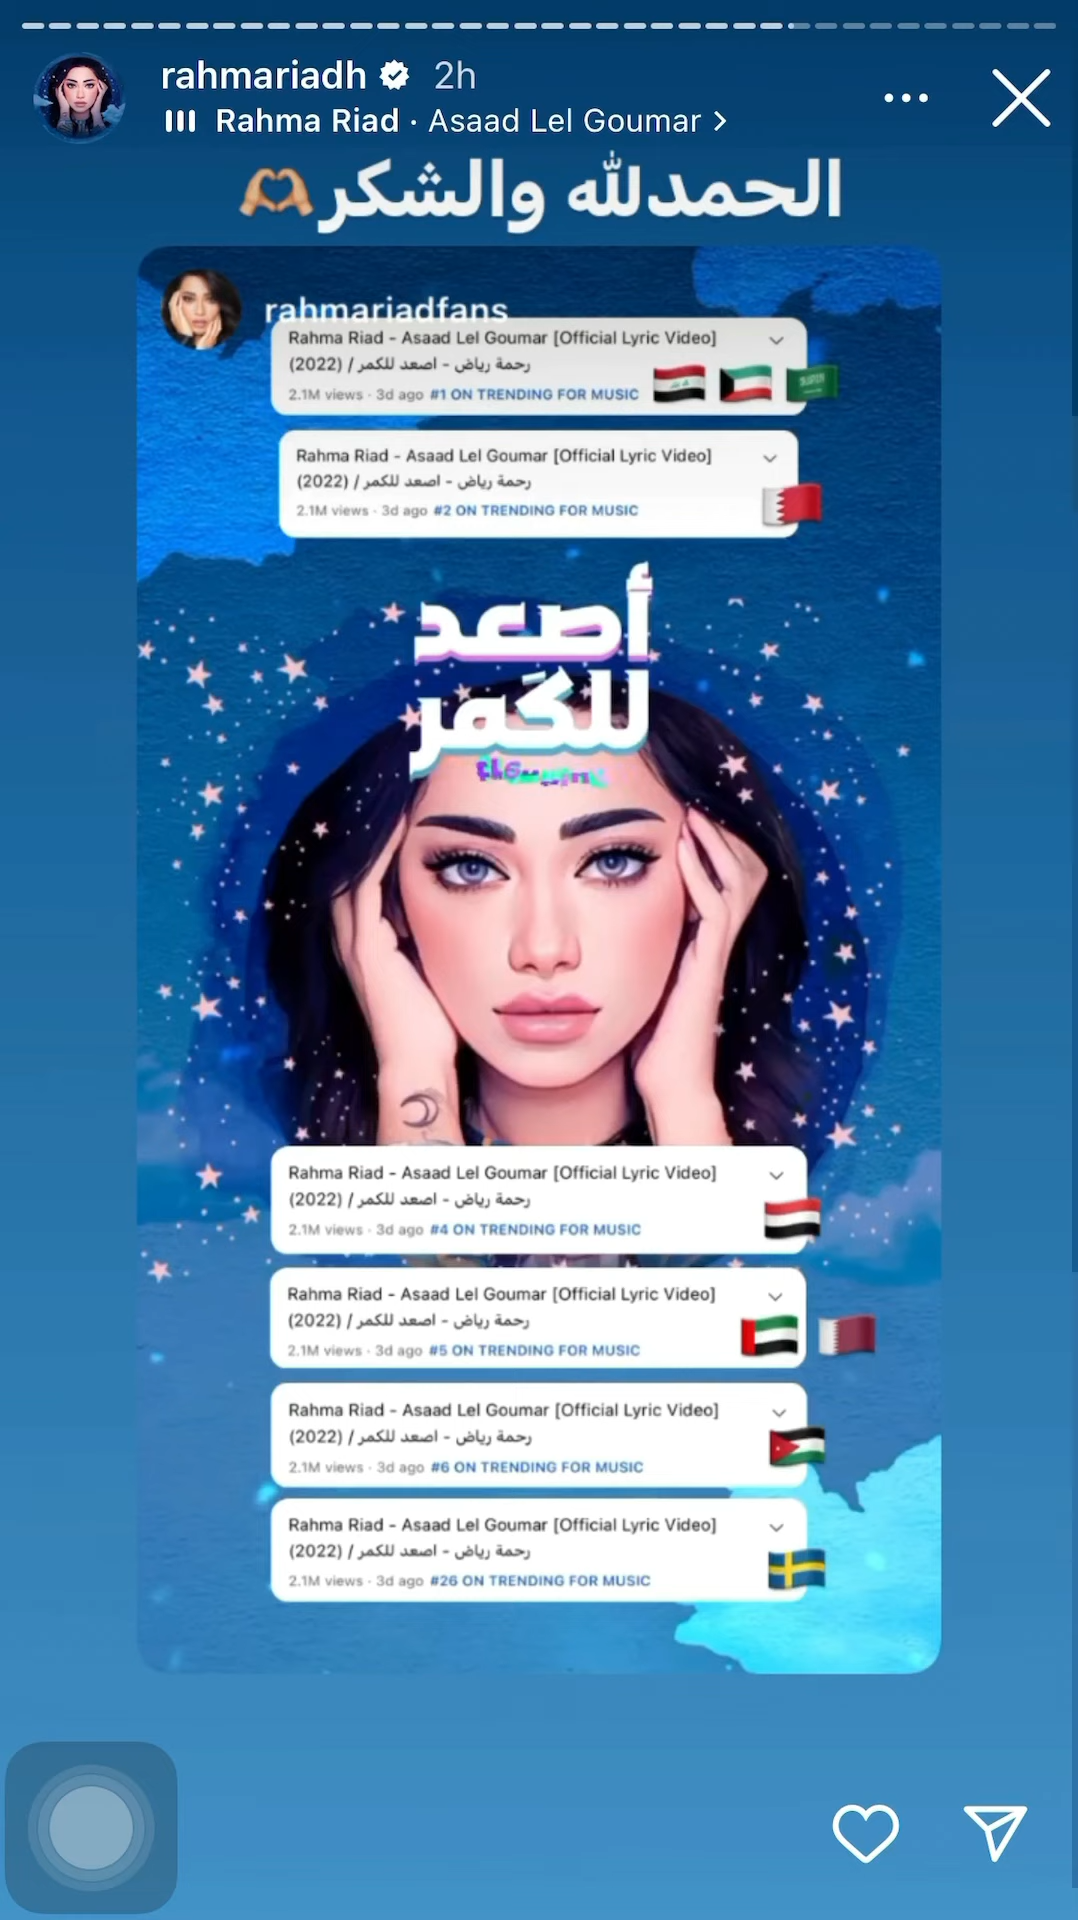 rahmariadh 2h
Rahma Riad · Asaad Lel Goumar >
الحمدلله والشكر🫶🏼
rahmariadfans
Rahma Riad - Asaad Lel Goumar [Official Lyric Video]
(2022) / رحمة رياض - اصعد للكمر
2.1M views · 3d ago #1 ON TRENDING FOR MUSIC
Rahma Riad - Asaad Lel Goumar [Official Lyric Video]
(2022) / رحمة رياض - اصعد للكمر
2.1M views · 3d ago #2 ON TRENDING FOR MUSIC
أصعد
للكَمر
Rahma Riad - Asaad Lel Goumar [Official Lyric Video]
(2022) / رحمة رياض - اصعد للكمر
2.1M views · 3d ago #4 ON TRENDING FOR MUSIC
Rahma Riad - Asaad Lel Goumar [Official Lyric Video]
(2022) / رحمة رياض - اصعد للكمر
2.1M views · 3d ago #5 ON TRENDING FOR MUSIC
Rahma Riad - Asaad Lel Goumar [Official Lyric Video]
(2022) / رحمة رياض - اصعد للكمر
2.1M views · 3d ago #6 ON TRENDING FOR MUSIC
Rahma Riad - Asaad Lel Goumar [Official Lyric Video]
(2022) / رحمة رياض - اصعد للكمر
2.1M views · 3d ago #26 ON TRENDING FOR MUSIC